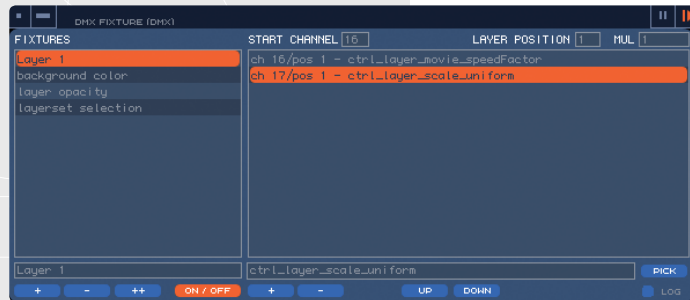 DMX FIXTURE (DMX)
FIXTURES START CHANNEL 16 LAYER POSITION 1 MUL 1
Layer 1
background color
layer opacity
layerset selection
ch 16/pos 1 - ctrl_layer_movie_speedFactor
ch 17/pos 1 - ctrl_layer_scale_uniform
Layer 1 ctrl_layer_scale_uniform PICK
+ - ++ ON / OFF + - UP DOWN LOG